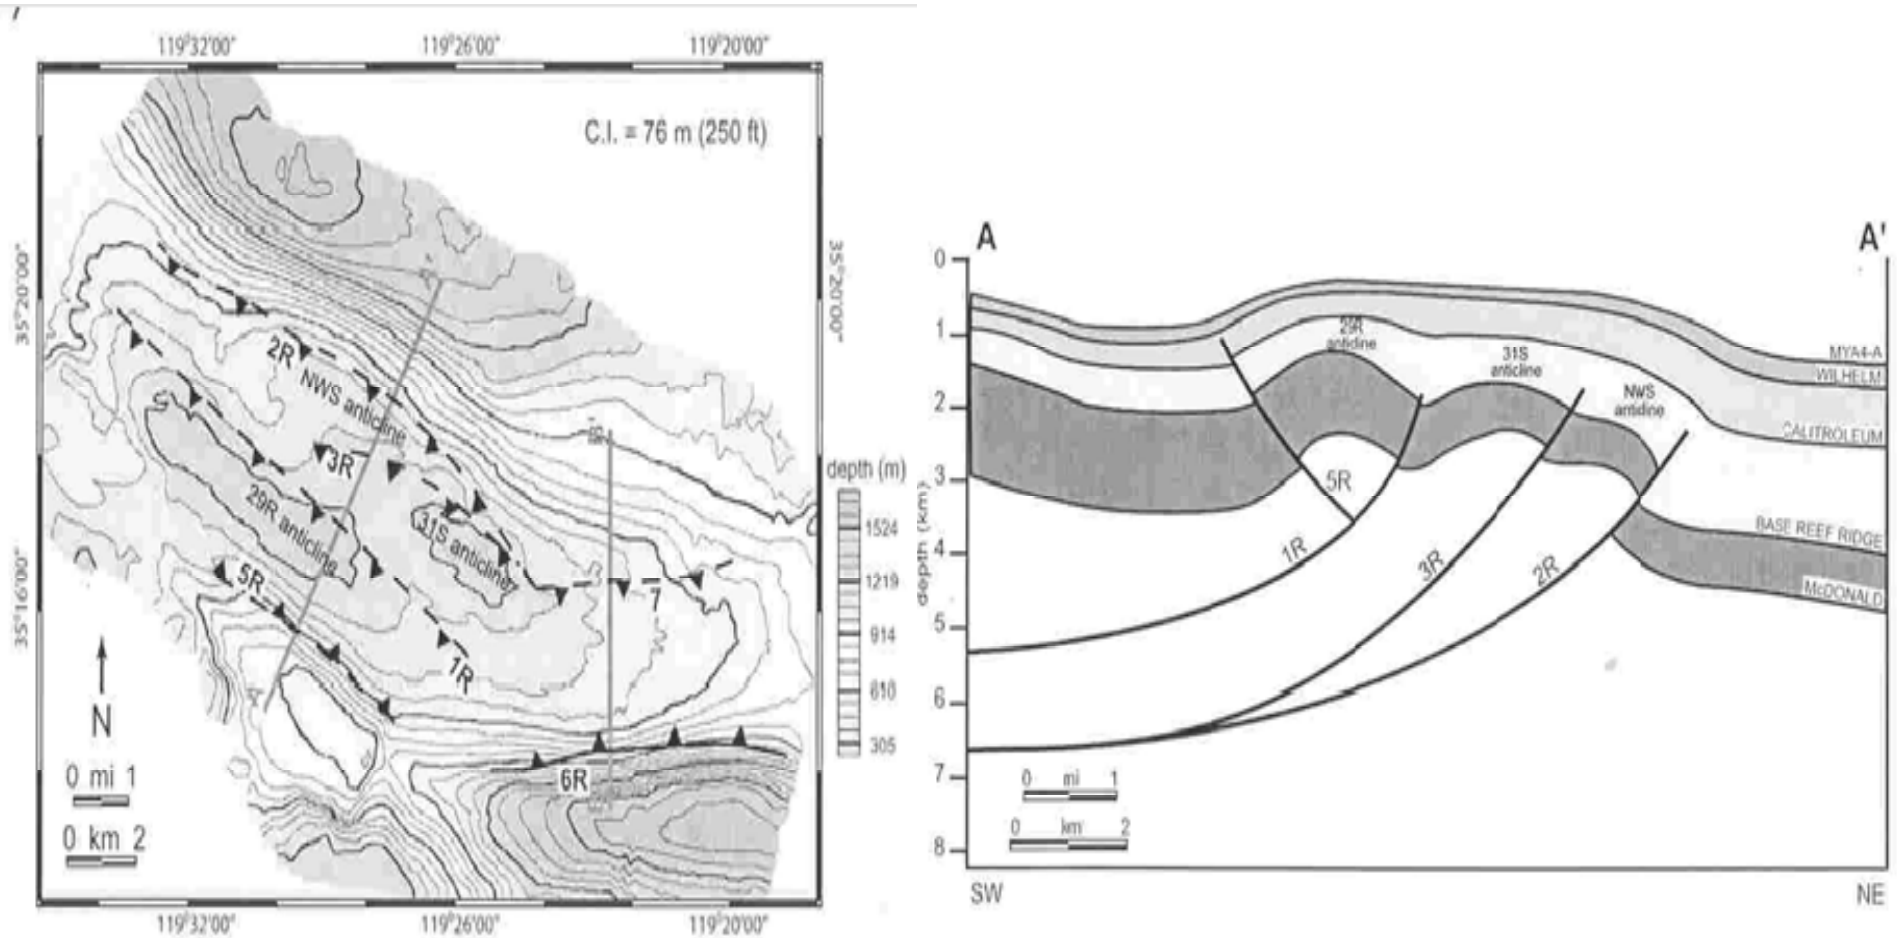 119°32'00"
119°26'00"
119°20'00"
C.I. = 76 m (250 ft)
35°20'00"
35°20'00"
2R
NWS anticline
3R
29R anticline
31S anticline
5R
1R
7
6R
35°16'00"
N
0 mi 1
0 km 2
depth (m)
1524
1219
914
610
305
119°32'00"
119°26'00"
119°20'00"
A
A'
0
1
2
3
4
5
6
7
8
depth (km)
29R
anticline
31S
anticline
NWS
anticline
MYA4-A
WILHELM
CALITROLEUM
BASE REEF RIDGE
McDONALD
5R
1R
3R
2R
0 mi 1
0 km 2
SW
NE